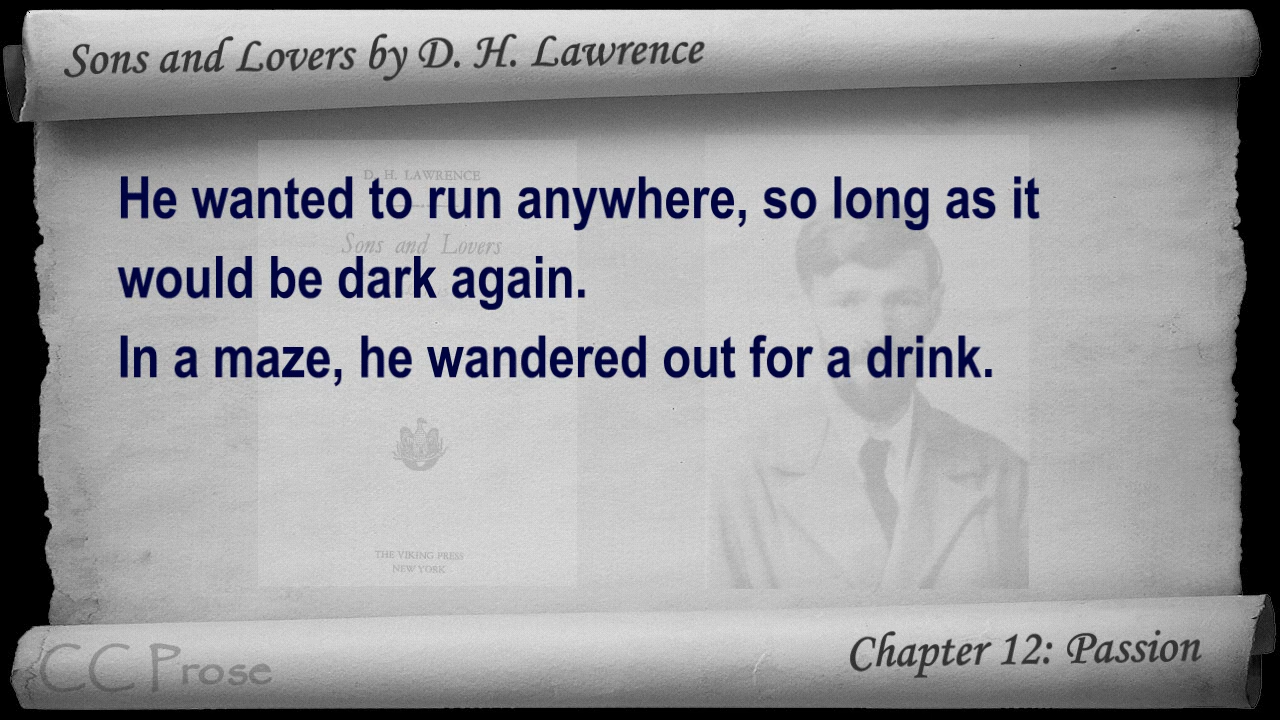 Sons and Lovers by D. H. Lawrence
D. H. LAWRENCE
He wanted to run anywhere, so long as it
Sons and Lovers
would be dark again.
In a maze, he wandered out for a drink.
THE VIKING PRESS
NEW YORK
CC Prose
Chapter 12: Passion